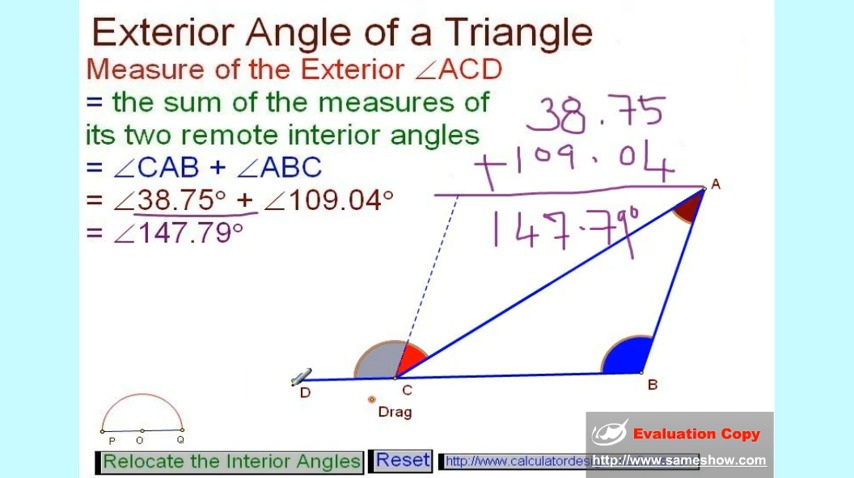 Exterior Angle of a Triangle
Measure of the Exterior ∠ACD
= the sum of the measures of
its two remote interior angles
= ∠CAB + ∠ABC
= ∠38.75° + ∠109.04°
= ∠147.79°
38.75
+109.04
147.79°
A
D
C
B
Drag
P O Q
Relocate the Interior Angles
Reset
http://www.calculatordesi
Evaluation Copy
http://www.sameshow.com